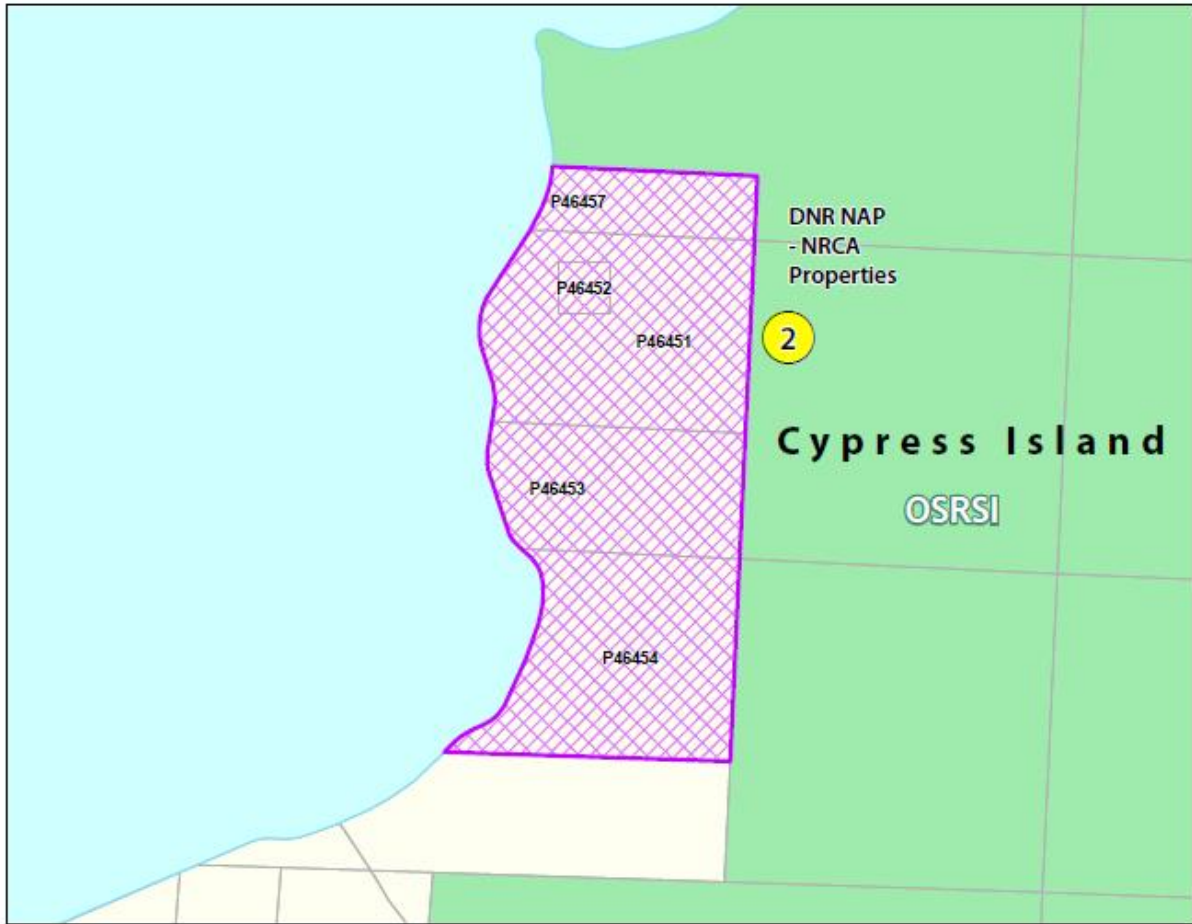 P46457
DNR NAP
- NRCA
Properties
P46452
2
P46451
Cypress Island
P46453
OSRSI
P46454